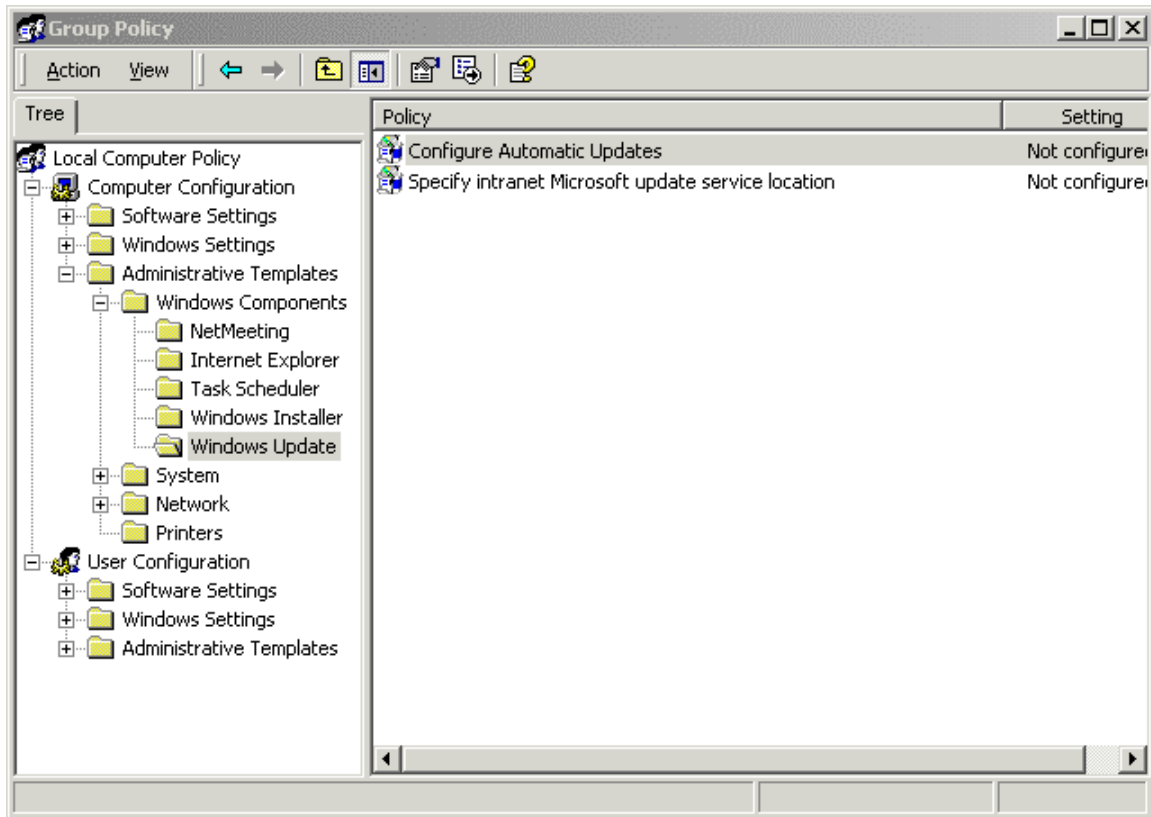 Group Policy
Action View
Tree
Policy Setting
Local Computer Policy
Computer Configuration
Software Settings
Windows Settings
Administrative Templates
Windows Components
NetMeeting
Internet Explorer
Task Scheduler
Windows Installer
Windows Update
System
Network
Printers
User Configuration
Software Settings
Windows Settings
Administrative Templates
Configure Automatic Updates Not configured
Specify intranet Microsoft update service location Not configured